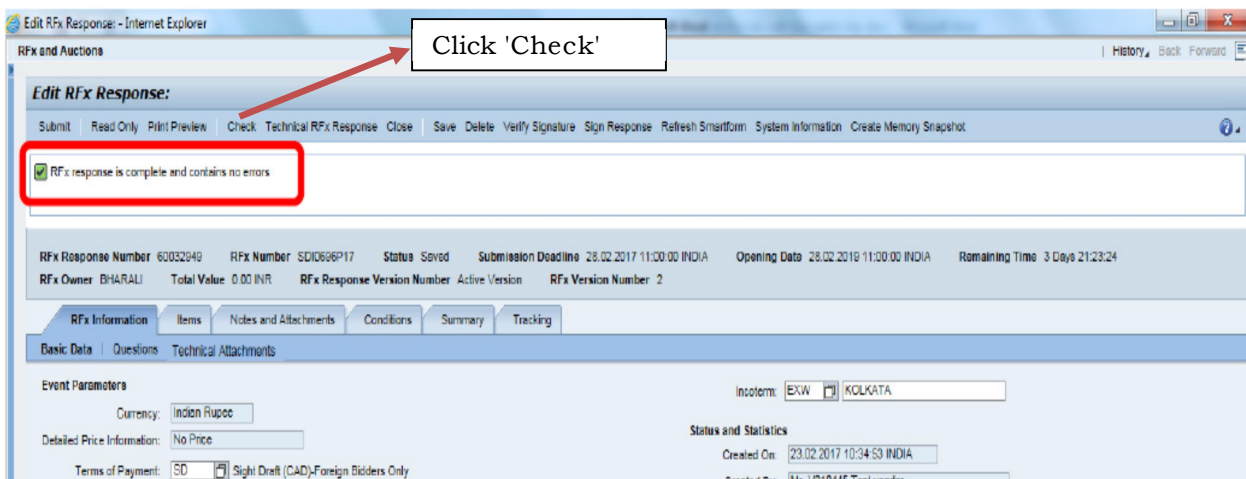 Edit RFx Response: - Internet Explorer
Click 'Check'
RFx and Auctions
History Back Forward
Edit RFx Response:
Submit Read Only Print Preview Check Technical RFx Response Close Save Delete Verify Signature Sign Response Refresh Smartform System Information Create Memory Snapshot
RFx response is complete and contains no errors
RFx Response Number 60032949 RFx Number SDI0696P17 Status Saved Submission Deadline 28.02.2017 11:00:00 INDIA Opening Date 28.02.2019 11:00:00 INDIA Remaining Time 3 Days 21:23:24
RFx Owner BHARALI Total Value 0.00 INR RFx Response Version Number Active Version RFx Version Number 2
RFx Information Items Notes and Attachments Conditions Summary Tracking
Basic Data Questions Technical Attachments
Event Parameters
Incoterm: EXW KOLKATA
Currency: Indian Rupee
Status and Statistics
Detailed Price Information: No Price
Created On: 23.02.2017 10:34:53 INDIA
Terms of Payment: SD Sight Draft (CAD)-Foreign Bidders Only